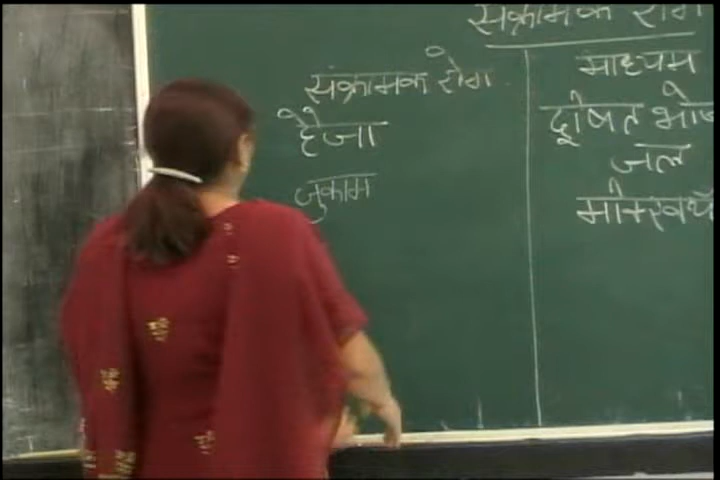 संक्रामक रोग
संक्रामक रोग
माध्यम
हैजा
दूषित
जल
जुकाम